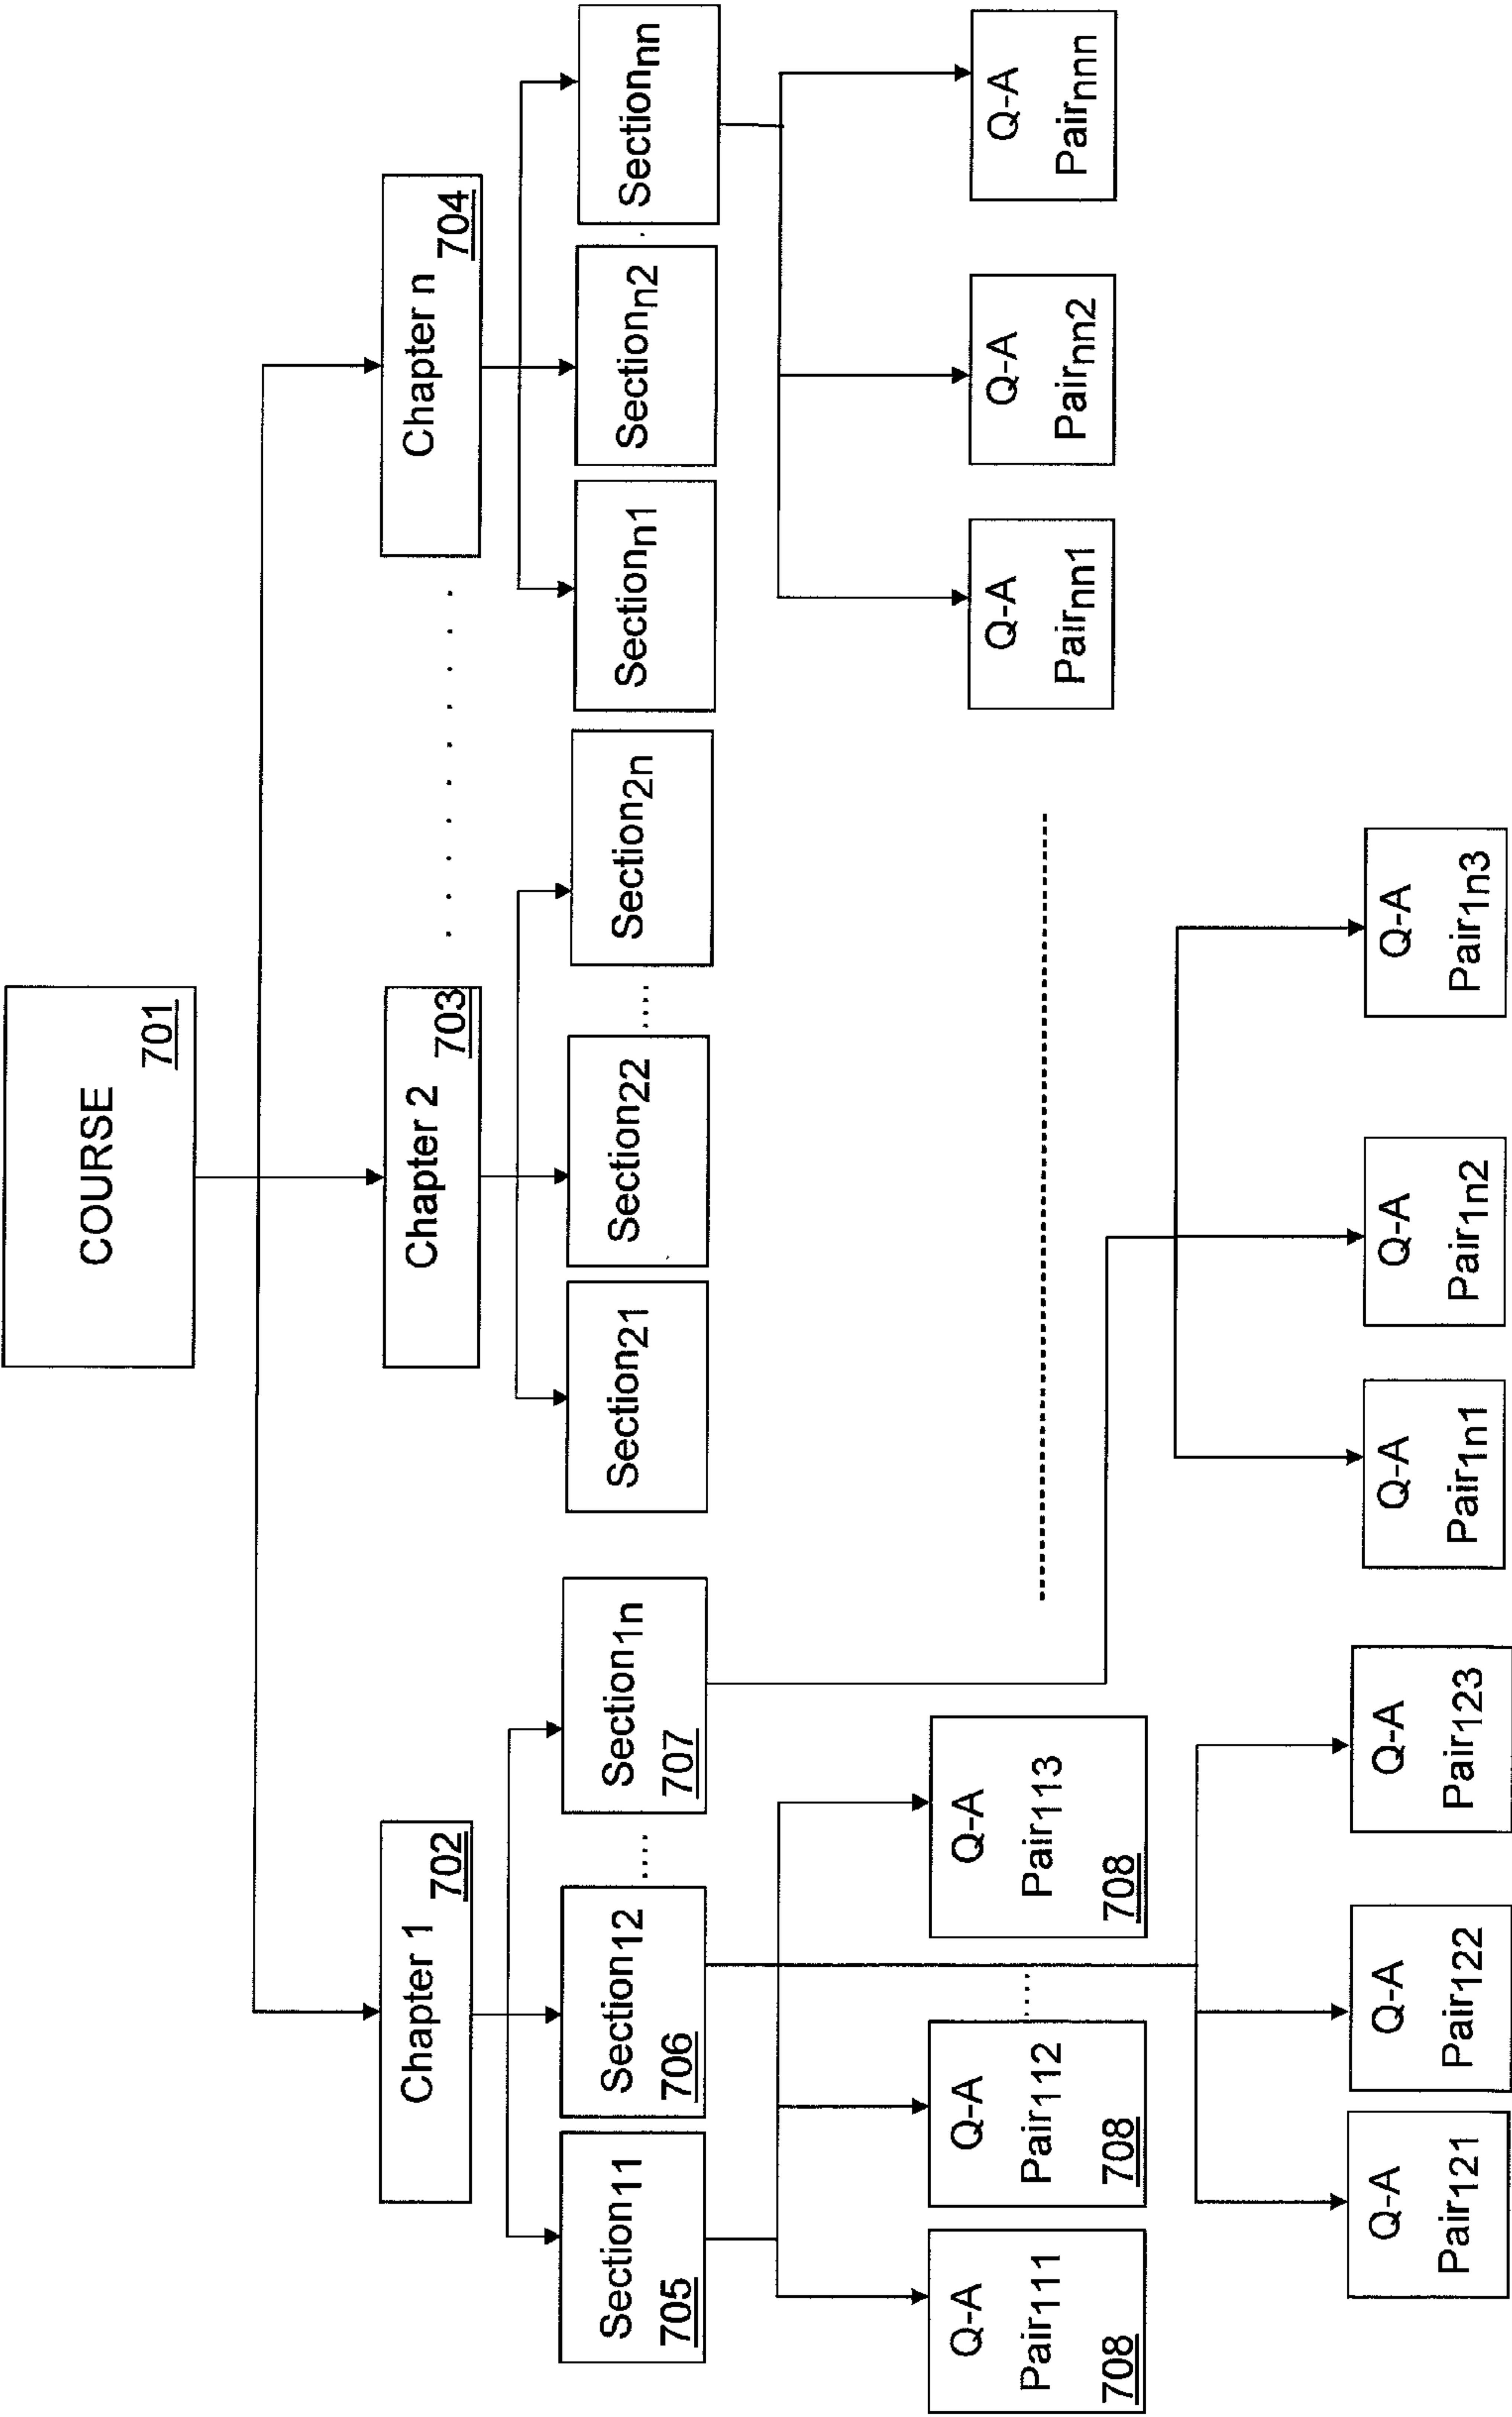 COURSE
701
Chapter 1
702
Chapter 2
703
. . . . . . . . . .
Chapter n
704
Section11
705
Section12
706
....
Section1n
707
Section21
Section22
....
Section2n
Sectionn1
Sectionn2
.
Sectionnn
Q-A
Pair111
708
Q-A
Pair112
708
....
Q-A
Pair113
708
Q-A
Pairnn1
Q-A
Pairnn2
Q-A
Pairnnn
Q-A
Pair121
Q-A
Pair122
Q-A
Pair123
Q-A
Pair1n1
Q-A
Pair1n2
Q-A
Pair1n3